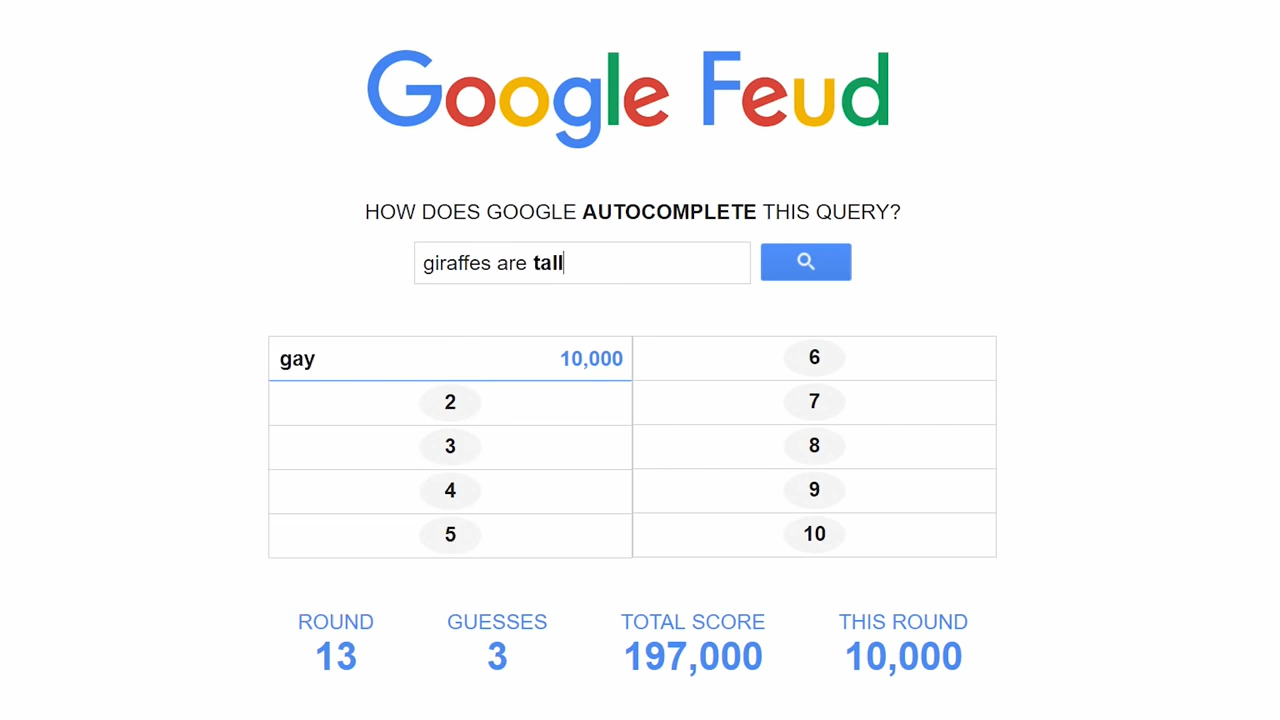 Google Feud
HOW DOES GOOGLE AUTOCOMPLETE THIS QUERY?
giraffes are tall
gay 10,000
2
3
4
5
6
7
8
9
10
ROUND GUESSES TOTAL SCORE THIS ROUND
13 3 197,000 10,000